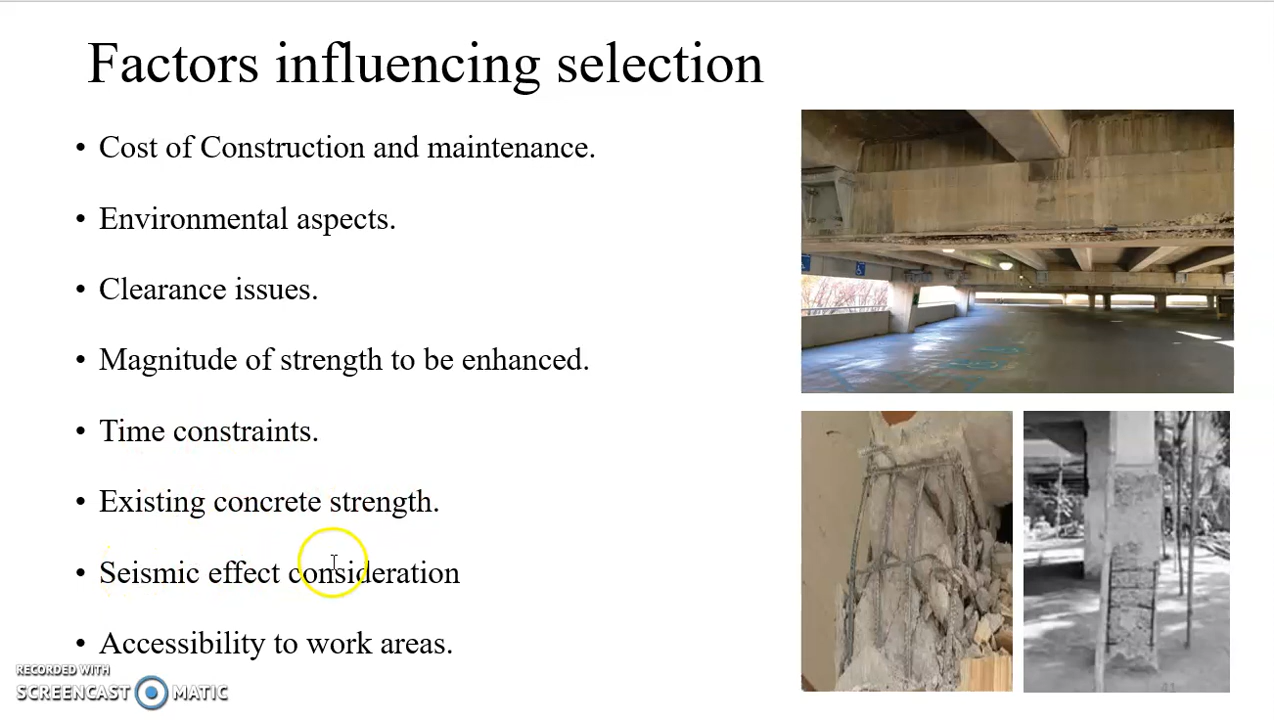 Factors influencing selection
• Cost of Construction and maintenance.
• Environmental aspects.
• Clearance issues.
• Magnitude of strength to be enhanced.
• Time constraints.
• Existing concrete strength.
• Seismic effect consideration
• Accessibility to work areas.
RECORDED WITH
SCREENCAST MATIC
41